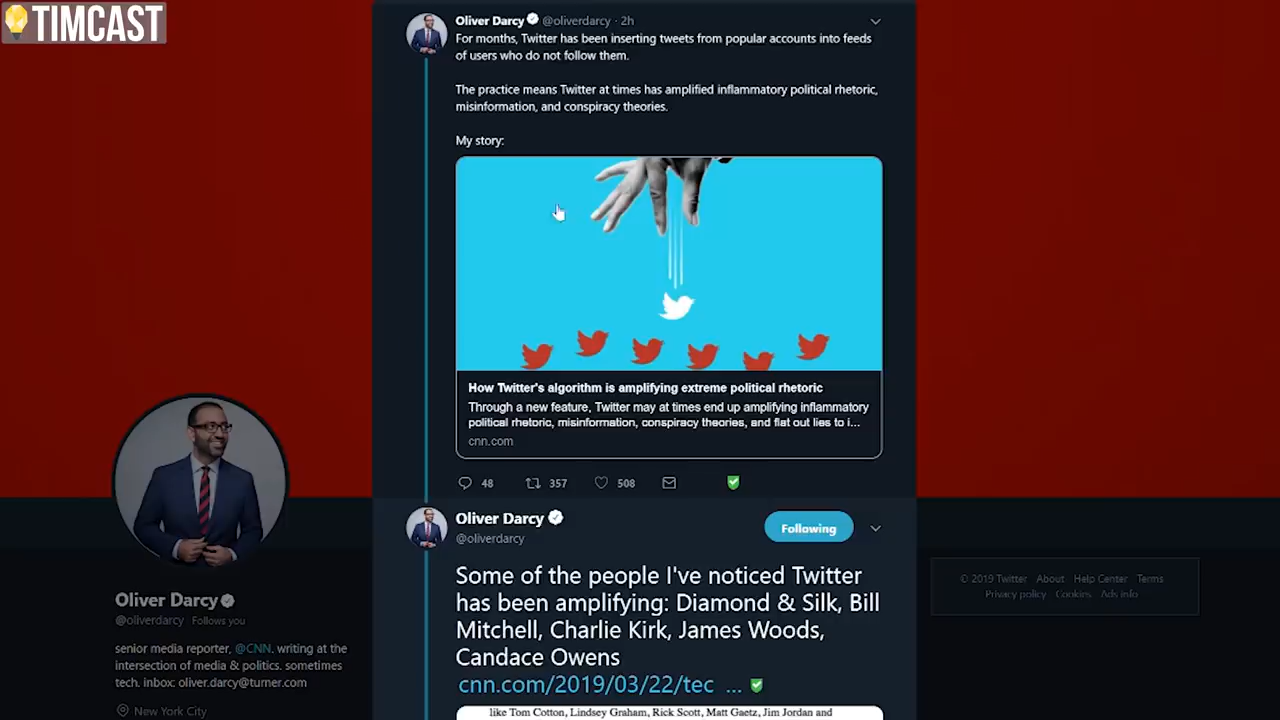 TIMCAST
Oliver Darcy @oliverdarcy · 2h
For months, Twitter has been inserting tweets from popular accounts into feeds
of users who do not follow them.
The practice means Twitter at times has amplified inflammatory political rhetoric,
misinformation, and conspiracy theories.
My story:
How Twitter's algorithm is amplifying extreme political rhetoric
Through a new feature, Twitter may at times end up amplifying inflammatory
political rhetoric, misinformation, conspiracy theories, and flat out lies to i...
cnn.com
48 357 508
Oliver Darcy
@oliverdarcy
Following
Some of the people I've noticed Twitter
has been amplifying: Diamond & Silk, Bill
Mitchell, Charlie Kirk, James Woods,
Candace Owens
cnn.com/2019/03/22/tec ...
like Tom Cotton, Lindsey Graham, Rick Scott, Matt Gaetz, Jim Jordan and
Oliver Darcy
@oliverdarcy Follows you
senior media reporter, @CNN. writing at the
intersection of media & politics. sometimes
tech. inbox: oliver.darcy@turner.com
New York City
© 2019 Twitter About Help Center Terms
Privacy policy Cookies Ads info